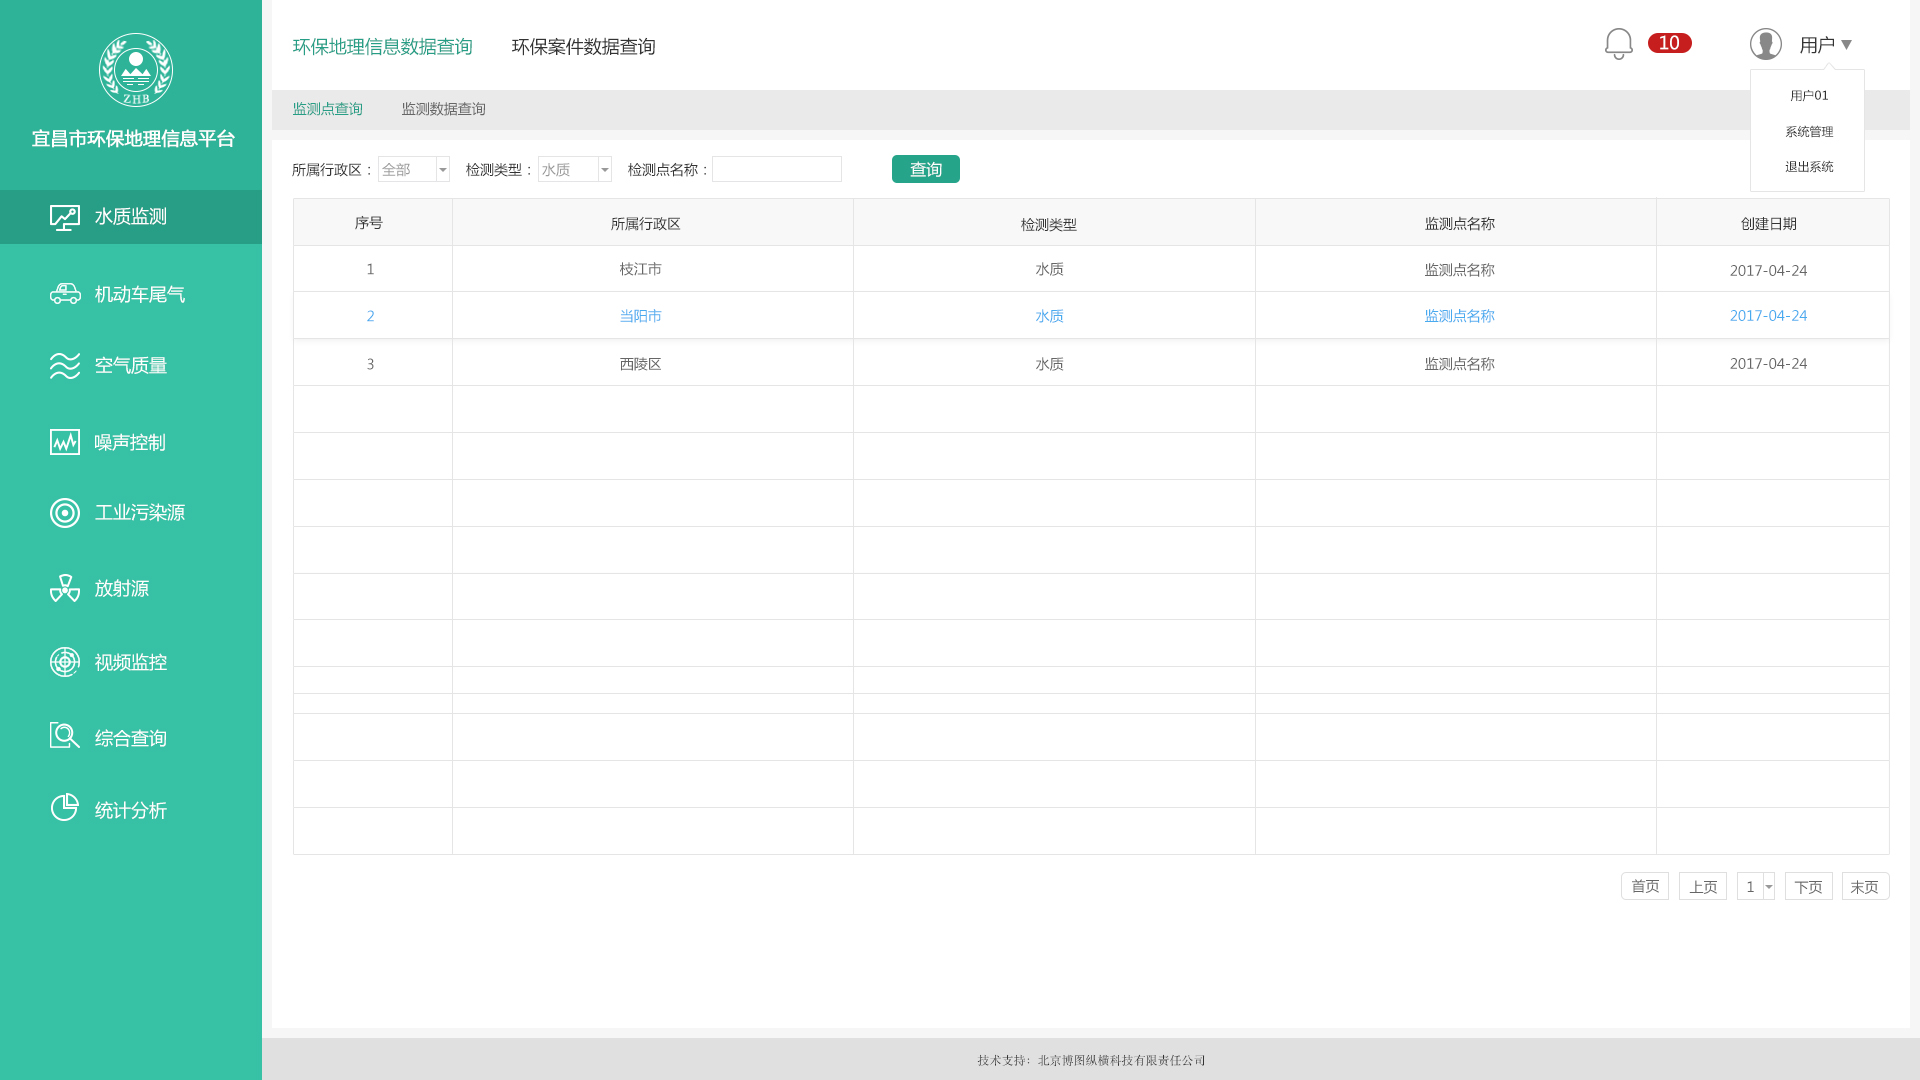 ZHB
宜昌市环保地理信息平台
水质监测
机动车尾气
空气质量
噪声控制
工业污染源
放射源
视频监控
综合查询
统计分析
环保地理信息数据查询 环保案件数据查询
10
用户
用户01
系统管理
退出系统
监测点查询 监测数据查询
所属行政区： 全部 检测类型： 水质 检测点名称： 查询
序号 所属行政区 检测类型 监测点名称 创建日期
1 枝江市 水质 监测点名称 2017-04-24
2 当阳市 水质 监测点名称 2017-04-24
3 西陵区 水质 监测点名称 2017-04-24
首页 上页 1 下页 末页
技术支持：北京博图纵横科技有限责任公司